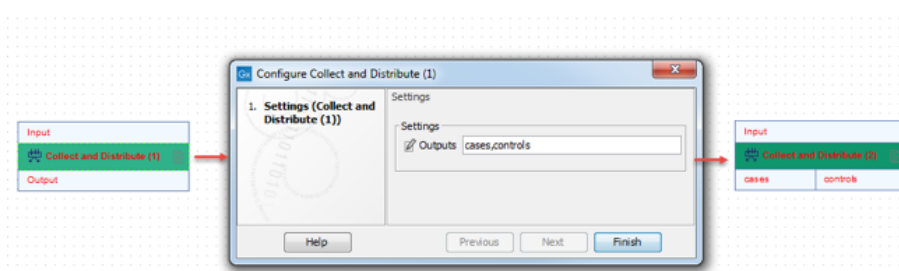 Input
Collect and Distribute (1)
Output
Gx Configure Collect and Distribute (1)
1. Settings (Collect and
Distribute (1))
Settings
Settings
Outputs cases,controls
Help
Previous
Next
Finish
Input
Collect and Distribute (2)
cases controls